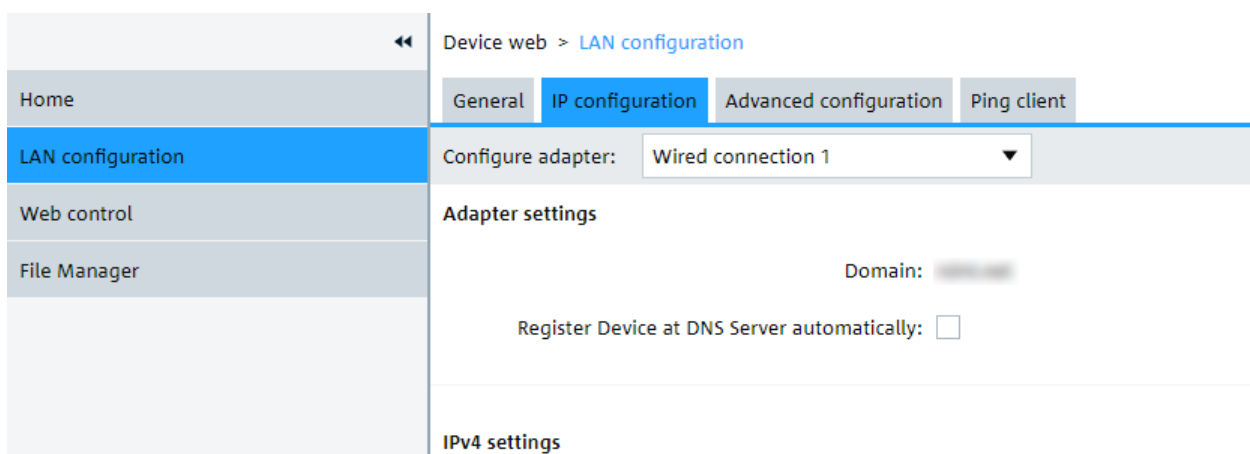 Device web > LAN configuration
Home
LAN configuration
Web control
File Manager
General IP configuration Advanced configuration Ping client
Configure adapter: Wired connection 1
Adapter settings
Domain:
Register Device at DNS Server automatically:
IPv4 settings